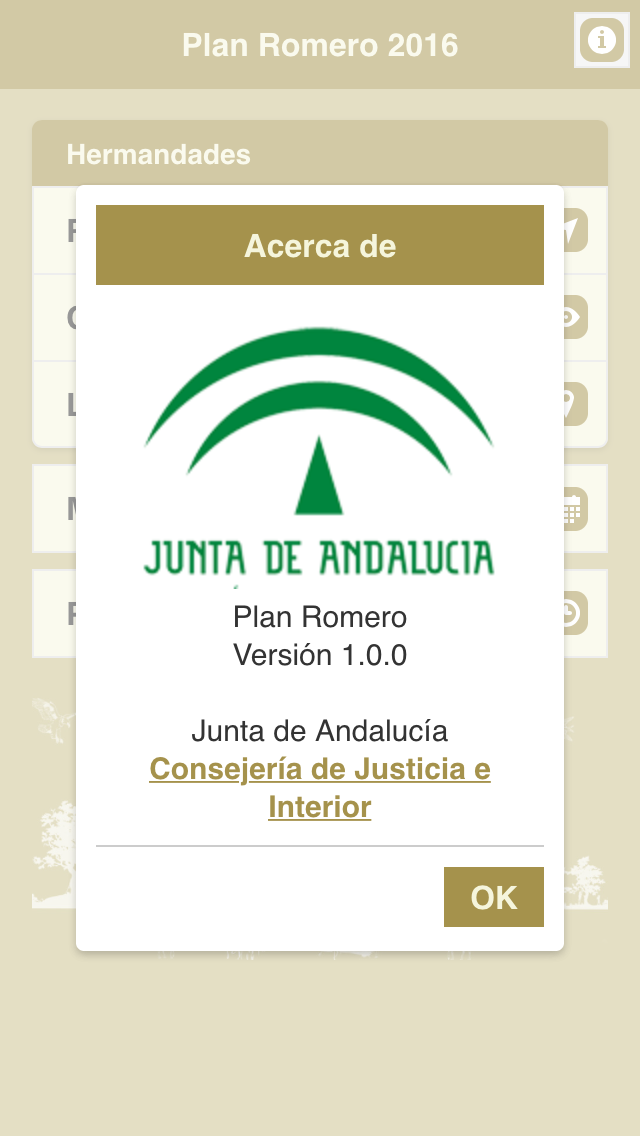 Plan Romero 2016
Hermandades
Acerca de
JUNTA DE ANDALUCIA
Plan Romero
Versión 1.0.0
Junta de Andalucía
Consejería de Justicia e
Interior
OK